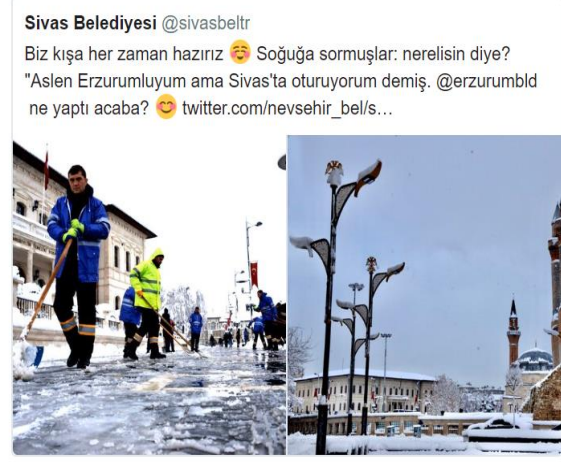 Sivas Belediyesi @sivasbeltr
Biz kışa her zaman hazırız 😊 Soğuğa sormuşlar: nerelisin diye?
"Aslen Erzurumluyum ama Sivas'ta oturuyorum demiş. @erzurumbld
ne yaptı acaba? 😊 twitter.com/nevsehir_bel/s…